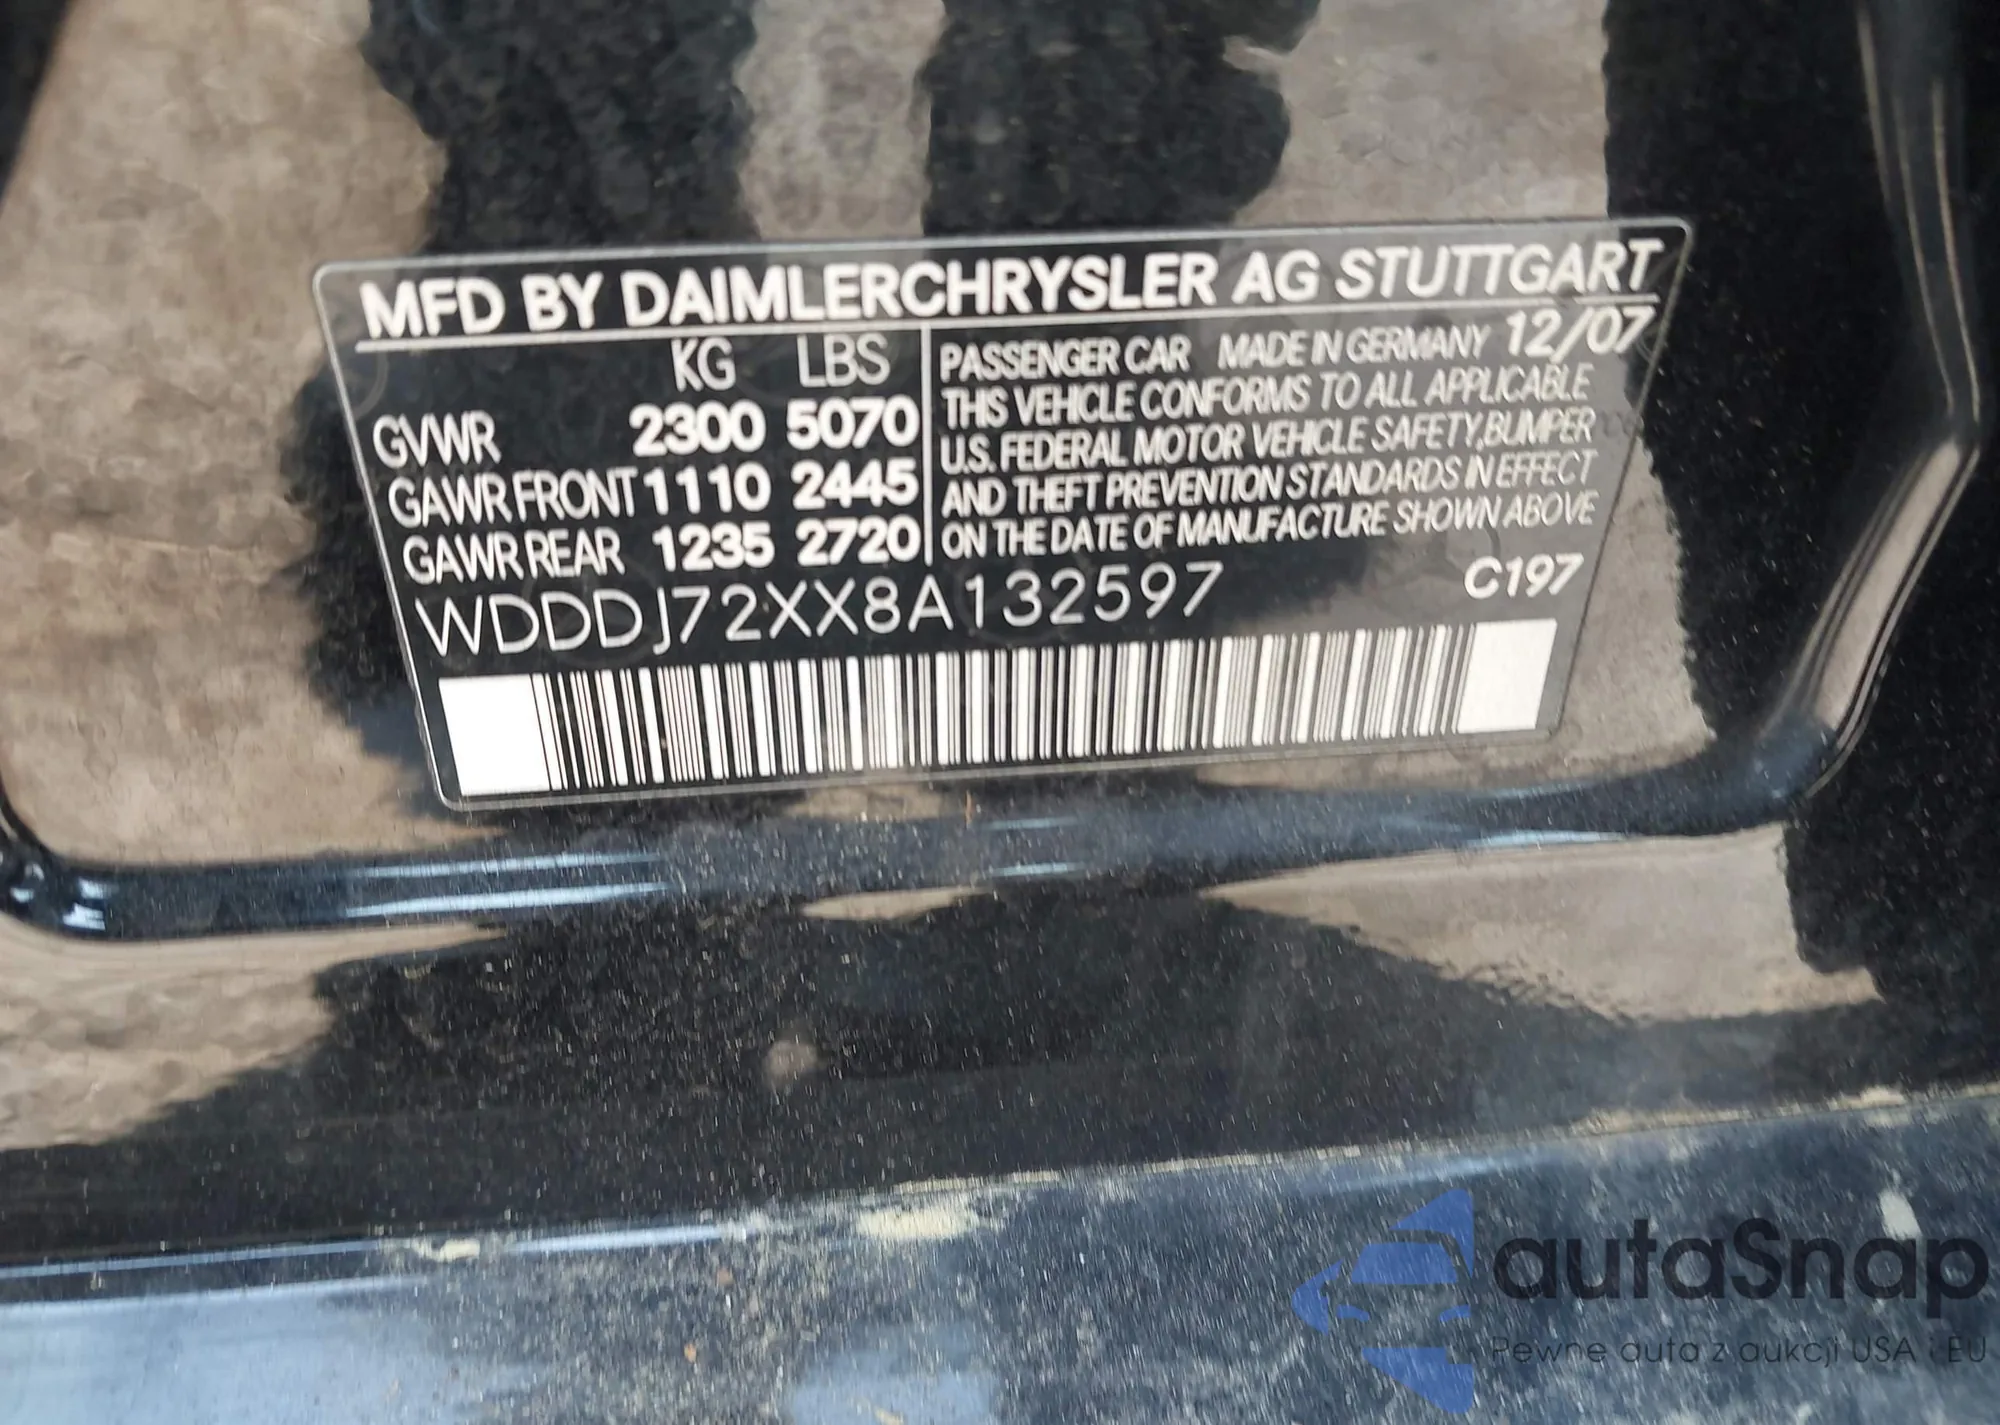 MFD BY DAIMLERCHRYSLER AG STUTTGART
KG LBS
GVWR 2300 5070
GAWR FRONT 1110 2445
GAWR REAR 1235 2720
PASSENGER CAR MADE IN GERMANY 12/07
THIS VEHICLE CONFORMS TO ALL APPLICABLE
U.S. FEDERAL MOTOR VEHICLE SAFETY, BUMPER
AND THEFT PREVENTION STANDARDS IN EFFECT
ON THE DATE OF MANUFACTURE SHOWN ABOVE
WDDDJ72XX8A132597
C197
autaSnap
Pewne auta z aukcji USA i EU